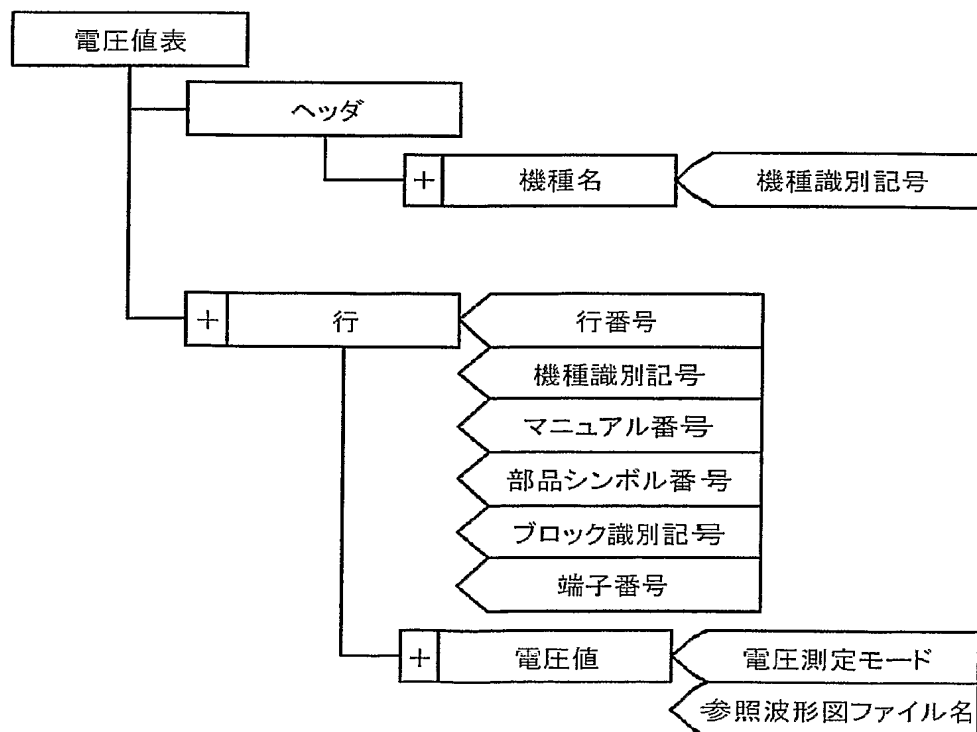 電圧値表
ヘッダ
+ 機種名 機種識別記号
+ 行 行番号
機種識別記号
マニュアル番号
部品シンボル番号
ブロック識別記号
端子番号
+ 電圧値 電圧測定モード
参照波形図ファイル名